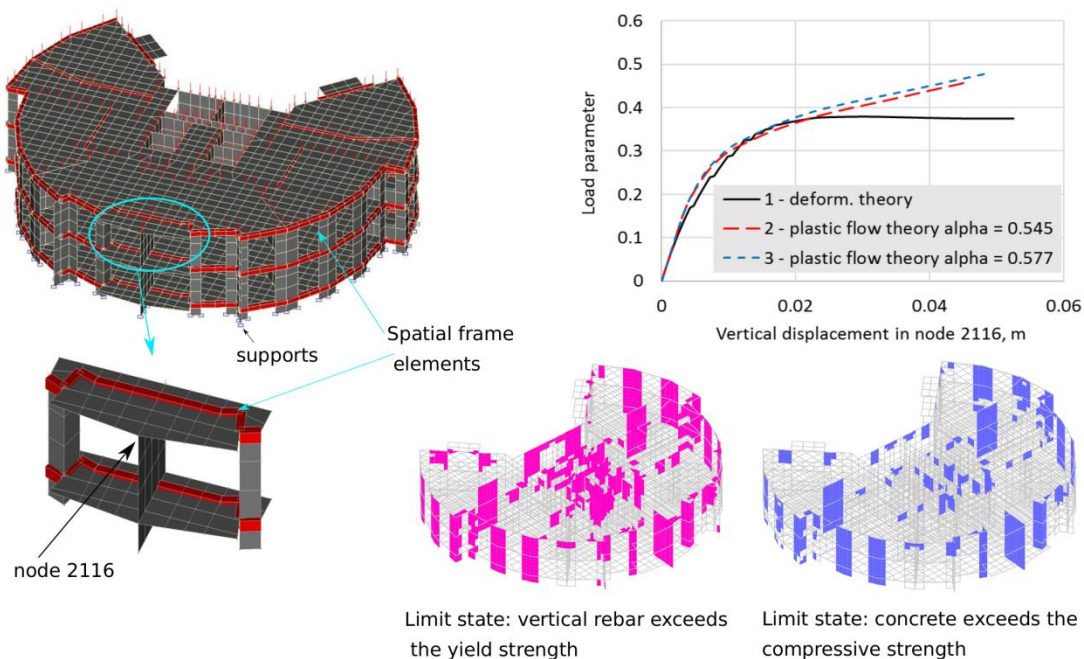 supports
Spatial frame
elements
node 2116
0.6
0.5
0.4
0.3
0.2
0.1
0
Load parameter
1 - deform. theory
2 - plastic flow theory alpha = 0.545
3 - plastic flow theory alpha = 0.577
0
0.02
0.04
0.06
Vertical displacement in node 2116, m
Limit state: vertical rebar exceeds
the yield strength
Limit state: concrete exceeds the
compressive strength